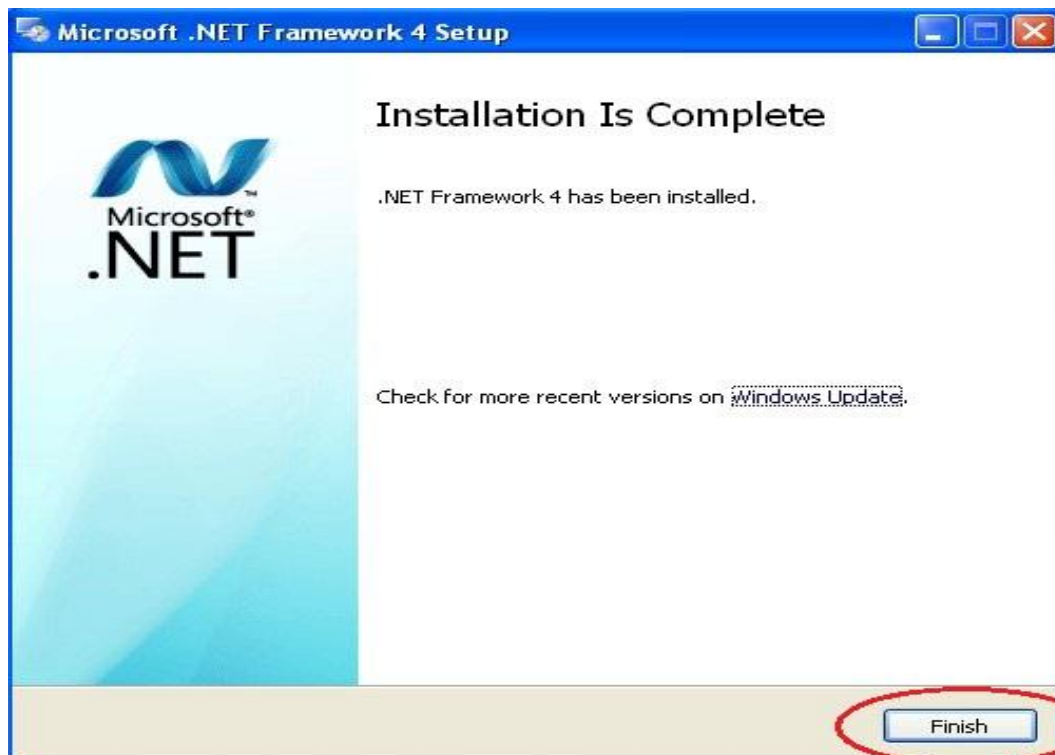 Microsoft .NET Framework 4 Setup
Installation Is Complete
Microsoft®
.NET™
.NET Framework 4 has been installed.
Check for more recent versions on Windows Update.
Finish